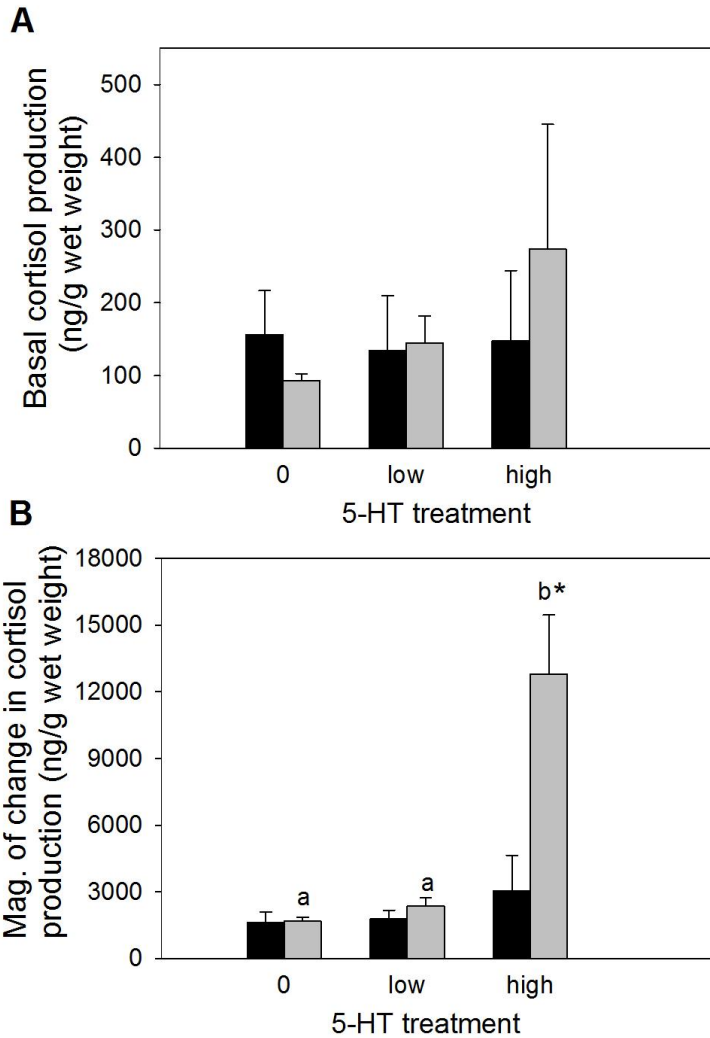 A
Basal cortisol production
(ng/g wet weight)
500
400
300
200
100
0
0 low high
5-HT treatment
B
Mag. of change in cortisol
production (ng/g wet weight)
18000
15000
12000
9000
6000
3000
0
b*
a
a
0 low high
5-HT treatment